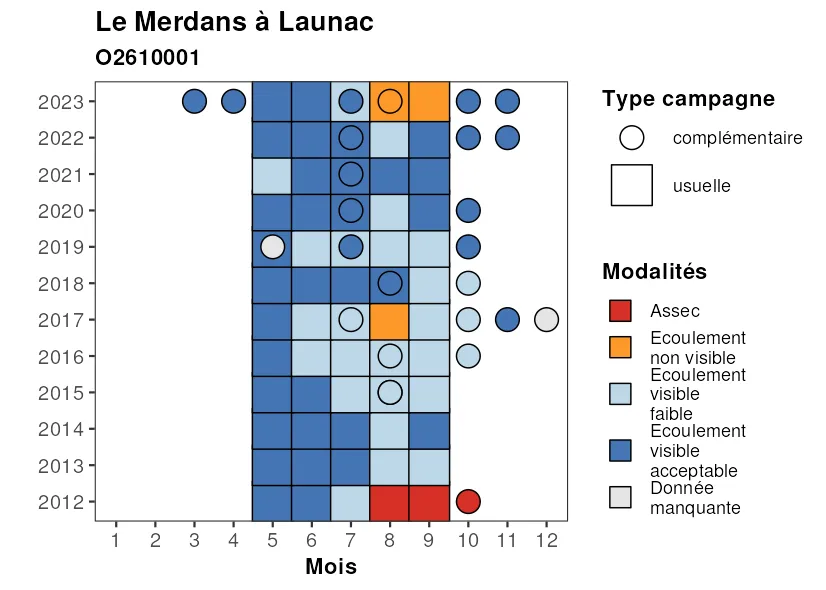 Le Merdans à Launac
O2610001
2023
2022
2021
2020
2019
2018
2017
2016
2015
2014
2013
2012
1 2 3 4 5 6 7 8 9 10 11 12
Mois
Type campagne
complémentaire
usuelle
Modalités
Assec
Ecoulement
non visible
Ecoulement
visible
faible
Ecoulement
visible
acceptable
Donnée
manquante